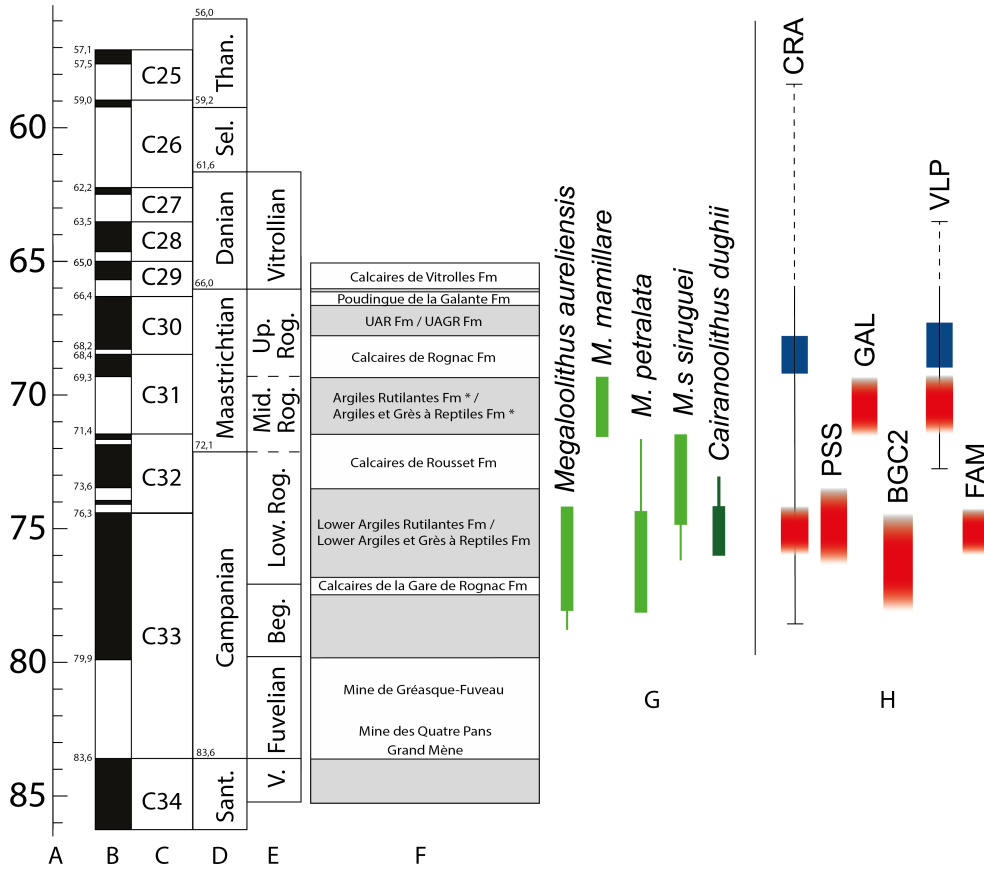 60
65
70
75
80
85
57,1
57,5
59,0
62,2
63,5
65,0
66,4
68,2
68,4
69,3
71,4
73,6
76,3
79,9
83,6
C25
C26
C27
C28
C29
C30
C31
C32
C33
C34
56,0
59,2
61,6
66,0
72,1
83,6
Than.
Sel.
Danian
Maastrichtian
Campanian
Sant.
Vitrollian
Up.
Rog.
Mid.
Rog.
Low. Rog.
Beg.
Fuvelian
V.
Calcaires de Vitrolles Fm
Poudingue de la Galante Fm
UAR Fm / UAGR Fm
Calcaires de Rognac Fm
Argiles Rutilantes Fm * /
Argiles et Grès à Reptiles Fm *
Calcaires de Rousset Fm
Lower Argiles Rutilantes Fm /
Lower Argiles et Grès à Reptiles Fm
Calcaires de la Gare de Rognac Fm
Mine de Gréasque-Fuveau
Mine des Quatre Pans
Grand Mène
Megaloolithus aureliensis
M. mamillare
M. petralata
M.s siruguei
Cairanoolithus dughii
CRA
PSS
GAL
BGC2
VLP
FAM
A
B
C
D
E
F
G
H